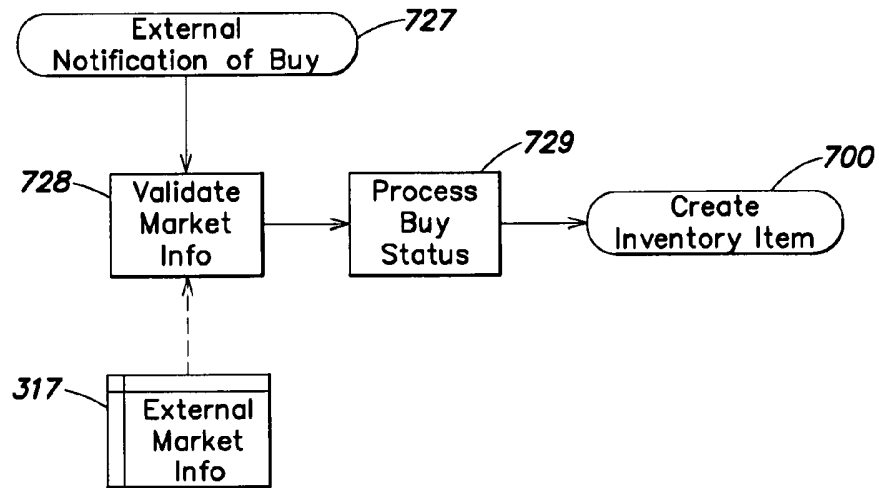 External
Notification of Buy
727
728
Validate
Market
Info
729
Process
Buy
Status
700
Create
Inventory Item
317
External
Market
Info